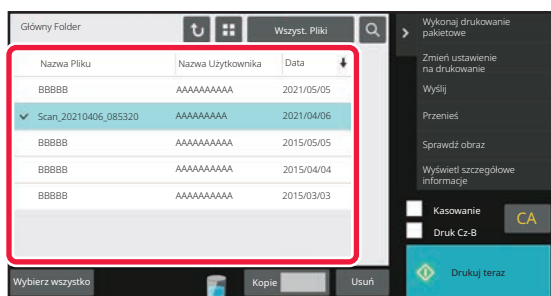 Główny Folder
Wszyst. Pliki
Nazwa Pliku Nazwa Użytkownika Data
BBBBB AAAAAAAAAA 2021/05/05
Scan_20210406_085320 AAAAAAAAA 2021/04/06
BBBBB AAAAAAAAAA 2015/05/05
BBBBB AAAAAAAAAA 2015/04/04
BBBBB AAAAAAAAAA 2015/03/03
Wybierz wszystko
Kopie
Usuń
Wykonaj drukowanie
pakietowe
Zmień ustawienie
na drukowanie
Wyślij
Przenieś
Sprawdź obraz
Wyświetl szczegółowe
informacje
Kasowanie
Druk Cz-B
CA
Drukuj teraz